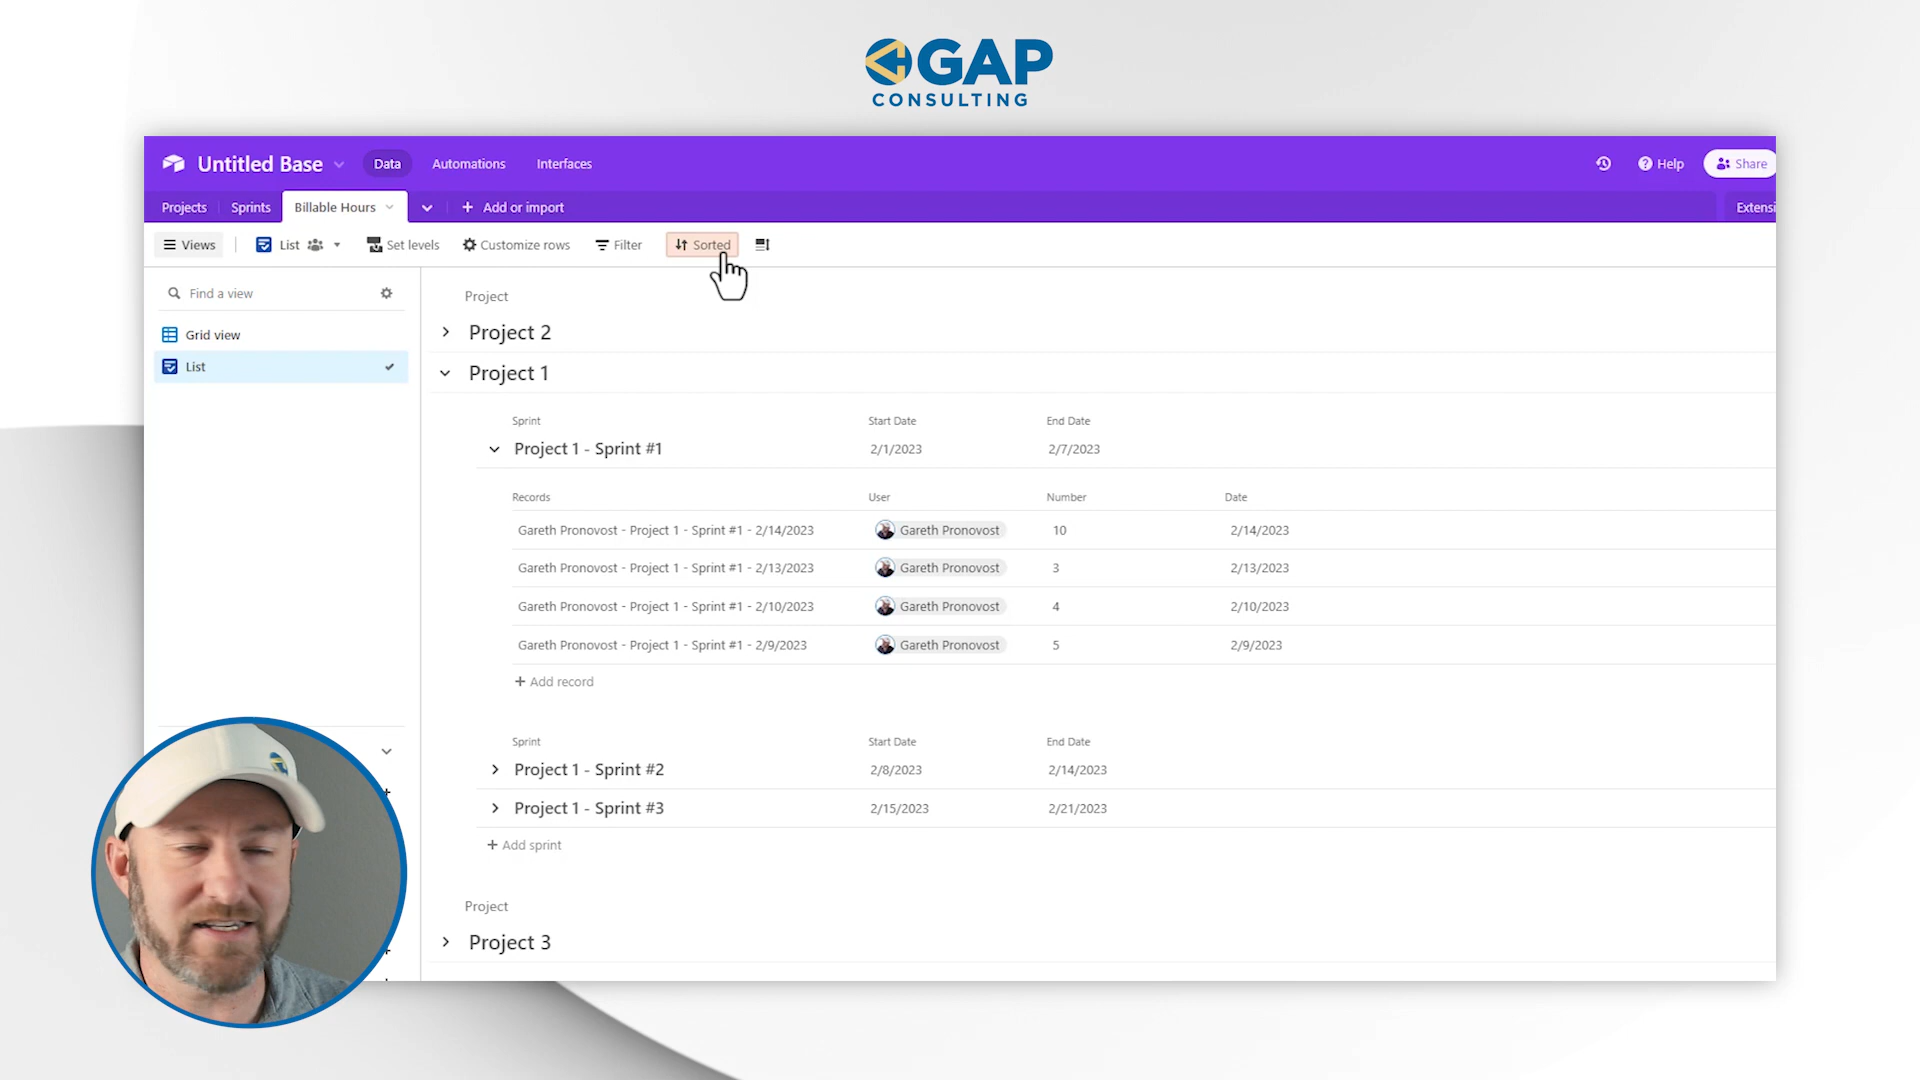 GAP
CONSULTING
Untitled Base
Data
Automations
Interfaces
Help
Share
Projects
Sprints
Billable Hours
Add or import
Extensi
Views
List
Set levels
Customize rows
Filter
Sorted
Find a view
Grid view
List
Project
Project 2
Project 1
Sprint Start Date End Date
Project 1 - Sprint #1 2/1/2023 2/7/2023
Records User Number Date
Gareth Pronovost - Project 1 - Sprint #1 - 2/14/2023 Gareth Pronovost 10 2/14/2023
Gareth Pronovost - Project 1 - Sprint #1 - 2/13/2023 Gareth Pronovost 3 2/13/2023
Gareth Pronovost - Project 1 - Sprint #1 - 2/10/2023 Gareth Pronovost 4 2/10/2023
Gareth Pronovost - Project 1 - Sprint #1 - 2/9/2023 Gareth Pronovost 5 2/9/2023
+ Add record
Sprint Start Date End Date
Project 1 - Sprint #2 2/8/2023 2/14/2023
Project 1 - Sprint #3 2/15/2023 2/21/2023
+ Add sprint
Project
Project 3